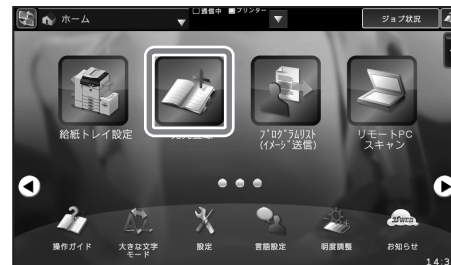 ホーム
□通信中 ■プリンター
ジョブ状況
給紙トレイ設定
プログラムリスト
(イメージ送信)
リモートPC
スキャン
操作ガイド
大きな文字
モード
設定
言語設定
明度調整
お知らせ
14:3